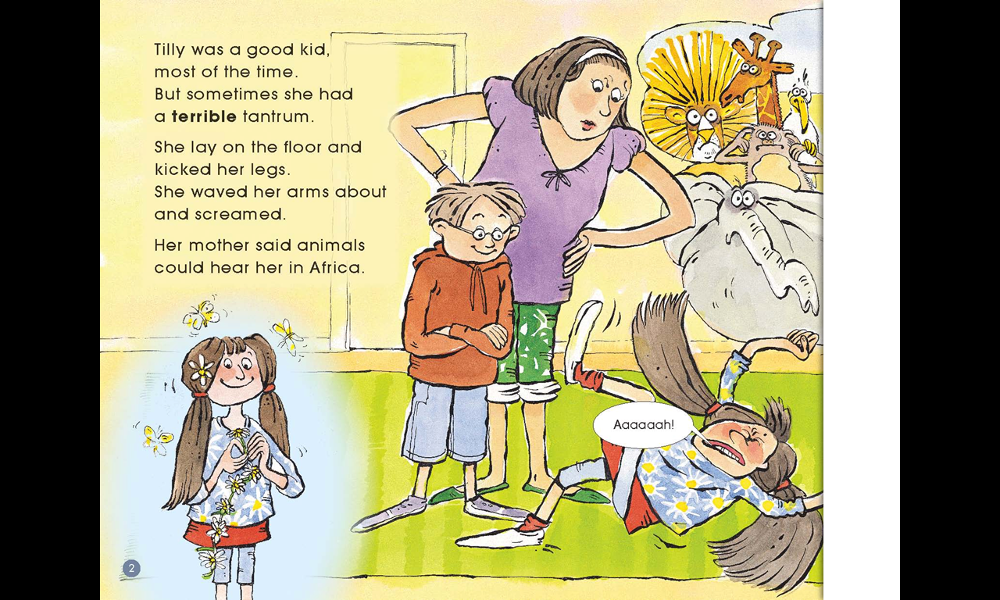 Tilly was a good kid,
most of the time.
But sometimes she had
a terrible tantrum.
She lay on the floor and
kicked her legs.
She waved her arms about
and screamed.
Her mother said animals
could hear her in Africa.
Aaaaaah!
2